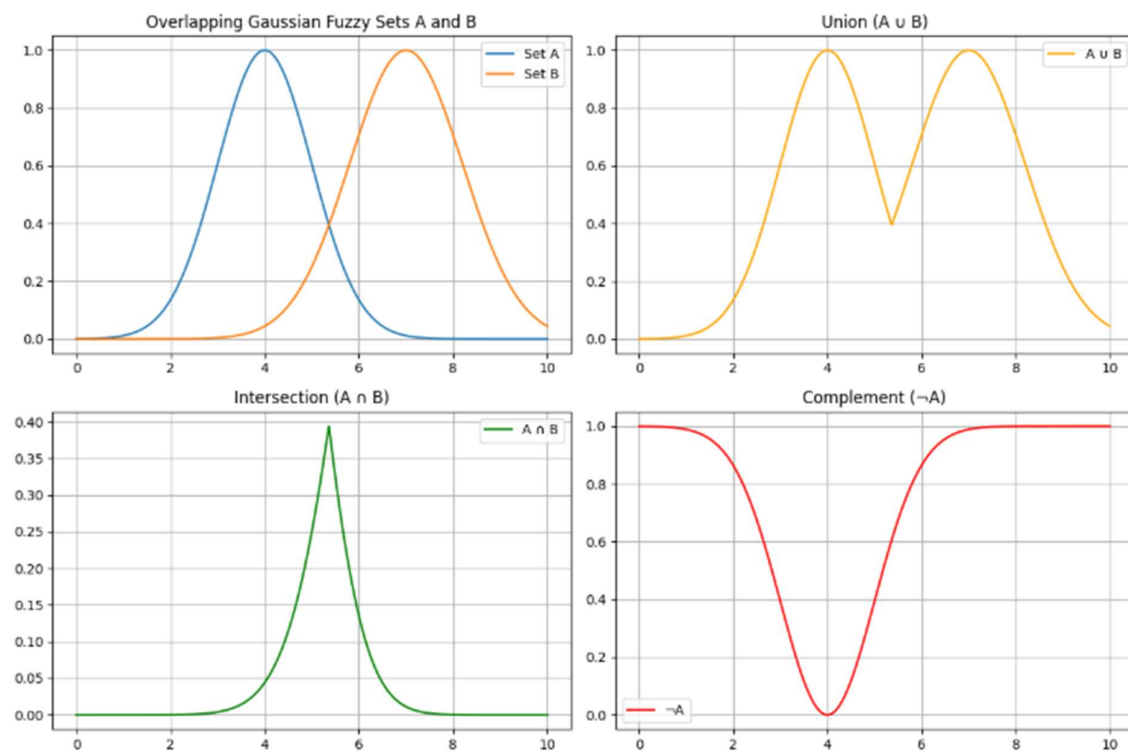 Overlapping Gaussian Fuzzy Sets A and B
1.0
0.8
0.6
0.4
0.2
0.0
0 2 4 6 8 10
Set A
Set B
Union (A ∪ B)
1.0
0.8
0.6
0.4
0.2
0.0
0 2 4 6 8 10
A ∪ B
Intersection (A ∩ B)
0.40
0.35
0.30
0.25
0.20
0.15
0.10
0.05
0.00
0 2 4 6 8 10
A ∩ B
Complement (¬A)
1.0
0.8
0.6
0.4
0.2
0.0
0 2 4 6 8 10
¬A